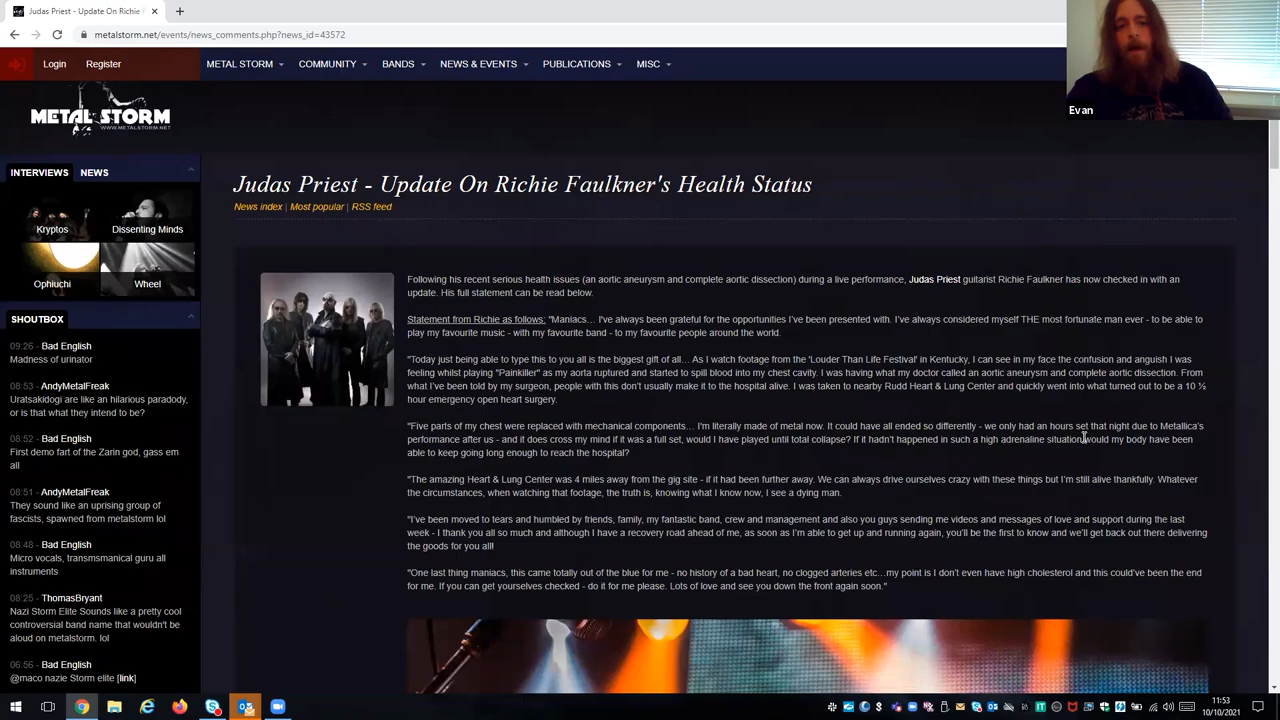 Judas Priest - Update On Richie F
metalstorm.net/events/news_comments.php?news_id=43572
Evan
Login Register METAL STORM COMMUNITY BANDS NEWS & EVENTS PUBLICATIONS MISC
METAL STORM
WWW.METALSTORM.NET
INTERVIEWS NEWS
Kryptos Dissenting Minds
Ophiuchi Wheel
SHOUTBOX
09:26 - Bad English
Madness of urinator
08:53 - AndyMetalFreak
Uratsakidogi are like an hilarious paradody,
or is that what they intend to be?
08:52 - Bad English
First demo fart of the Zarin god, gass em
all
08:51 - AndyMetalFreak
They sound like an uprising group of
fascists, spawned from metalstorm lol
08:48 - Bad English
Micro vocals, transmsmanical guru all
instruments
08:25 - ThomasBryant
Nazi Storm Elite Sounds like a pretty cool
controversial band name that wouldn't be
aloud on metalstorm. lol
06:56 - Bad English
@macp nazie Storm elite [link]
Judas Priest - Update On Richie Faulkner's Health Status
News index | Most popular | RSS feed
Following his recent serious health issues (an aortic aneurysm and complete aortic dissection) during a live performance, Judas Priest guitarist Richie Faulkner has now checked in with an
update. His full statement can be read below.
Statement from Richie as follows: "Maniacs… I've always been grateful for the opportunities I've been presented with. I've always considered myself THE most fortunate man ever - to be able to
play my favourite music - with my favourite band - to my favourite people around the world.
"Today just being able to type this to you all is the biggest gift of all… As I watch footage from the 'Louder Than Life Festival' in Kentucky, I can see in my face the confusion and anguish I was
feeling whilst playing "Painkiller" as my aorta ruptured and started to spill blood into my chest cavity. I was having what my doctor called an aortic aneurysm and complete aortic dissection. From
what I've been told by my surgeon, people with this don't usually make it to the hospital alive. I was taken to nearby Rudd Heart & Lung Center and quickly went into what turned out to be a 10 ½
hour emergency open heart surgery.
"Five parts of my chest were replaced with mechanical components… I'm literally made of metal now. It could have all ended so differently - we only had an hours set that night due to Metallica's
performance after us - and it does cross my mind if it was a full set, would I have played until total collapse? If it hadn't happened in such a high adrenaline situation would my body have been
able to keep going long enough to reach the hospital?
"The amazing Heart & Lung Center was 4 miles away from the gig site - if it had been further away. We can always drive ourselves crazy with these things but I'm still alive thankfully. Whatever
the circumstances, when watching that footage, the truth is, knowing what I know now, I see a dying man.
"I've been moved to tears and humbled by friends, family, my fantastic band, crew and management and also you guys sending me videos and messages of love and support during the last
week - I thank you all so much and although I have a recovery road ahead of me, as soon as I'm able to get up and running again, you'll be the first to know and we'll get back out there delivering
the goods for you all!
"One last thing maniacs, this came totally out of the blue for me - no history of a bad heart, no clogged arteries etc…my point is I don't even have high cholesterol and this could've been the end
for me. If you can get yourselves checked - do it for me please. Lots of love and see you down the front again soon."
11:53
10/10/2021